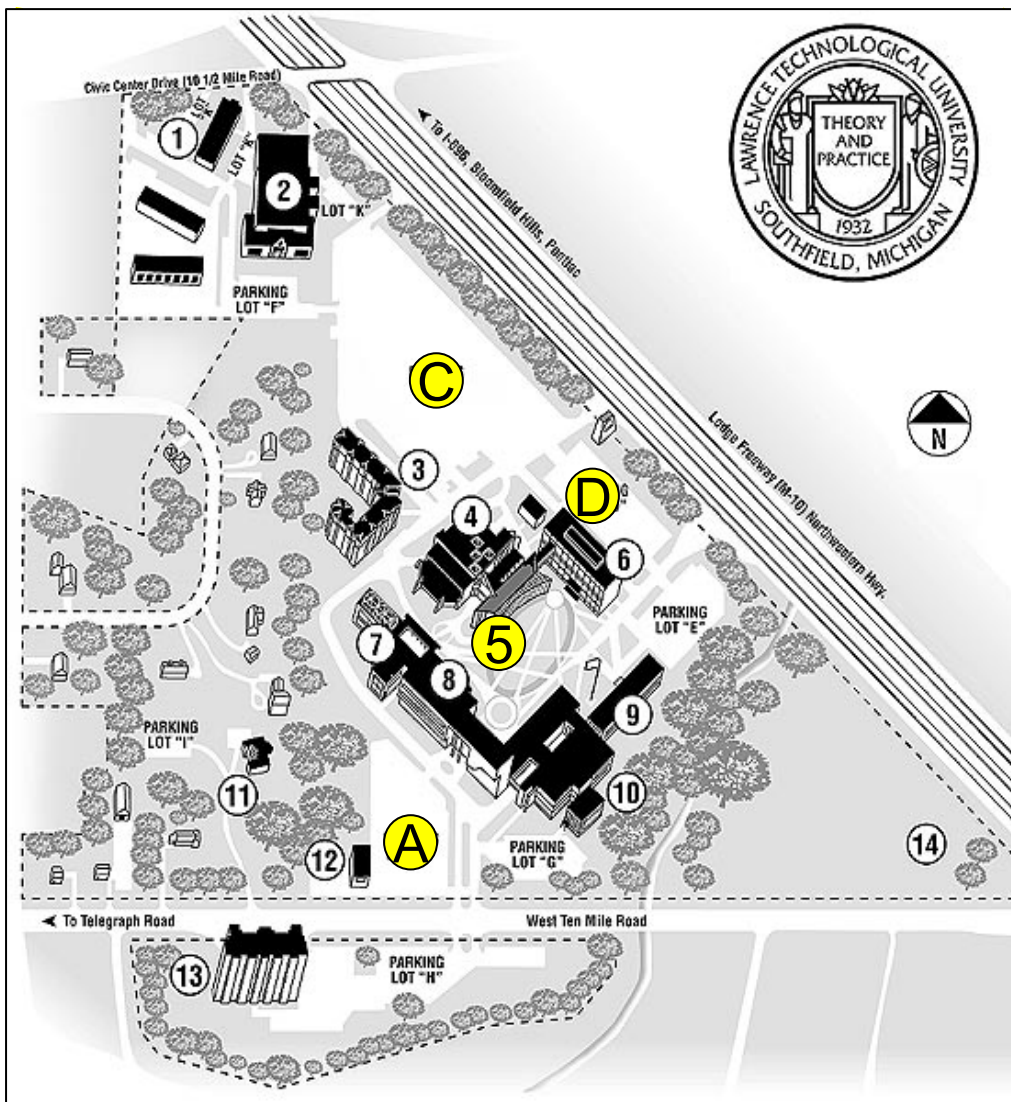 Civic Center Drive (10 1/2 Mile Road)
LAWRENCE TECHNOLOGICAL UNIVERSITY
THEORY
AND
PRACTICE
1932
SOUTHFIELD, MICHIGAN
To I-696, Bloomfield Hills, Pontiac
1
LOT "K"
2
LOT "K"
PARKING
LOT "F"
C
Lodge Freeway (M-10) Northwestern Hwy.
N
3
D
4
6
PARKING
LOT "E"
5
7
8
9
PARKING
LOT "I"
11
10
A
12
PARKING
LOT "G"
14
To Telegraph Road
West Ten Mile Road
13
PARKING
LOT "H"